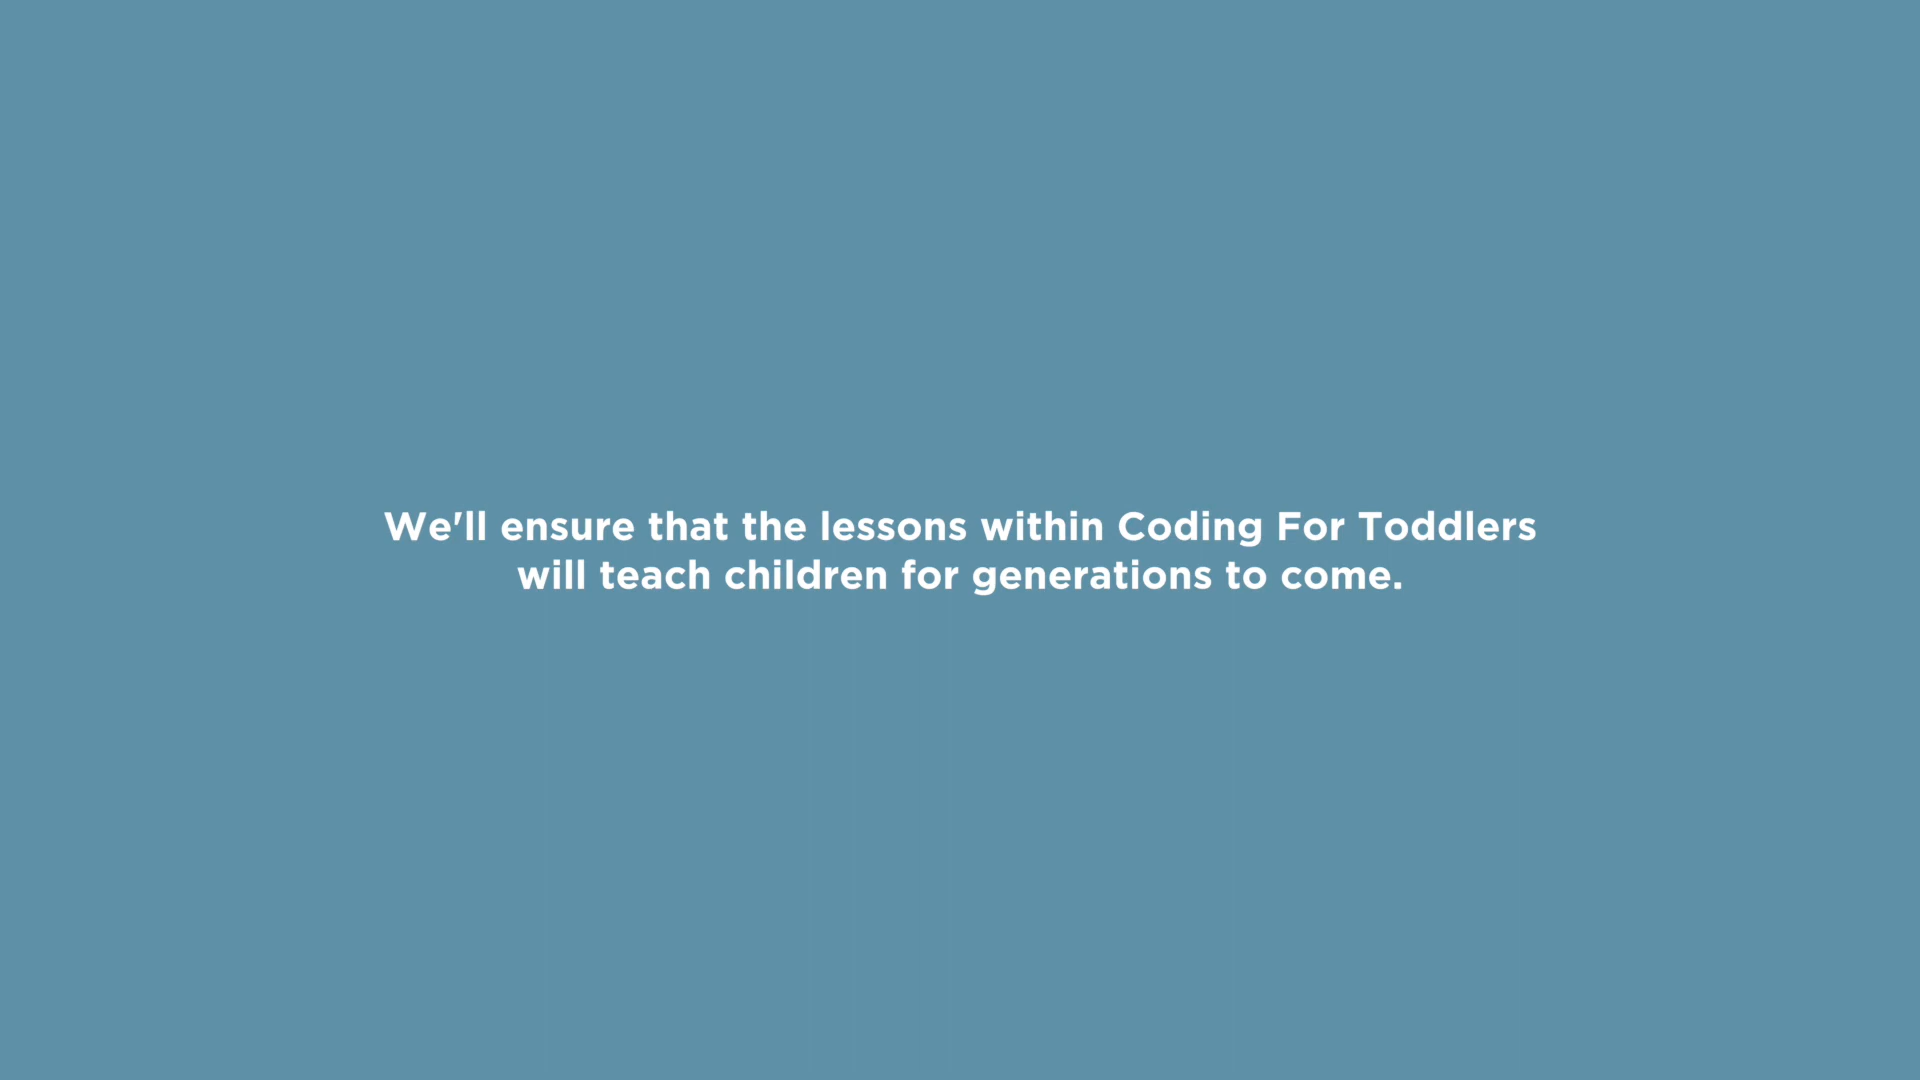 We'll ensure that the lessons within Coding For Toddlers
will teach children for generations to come.